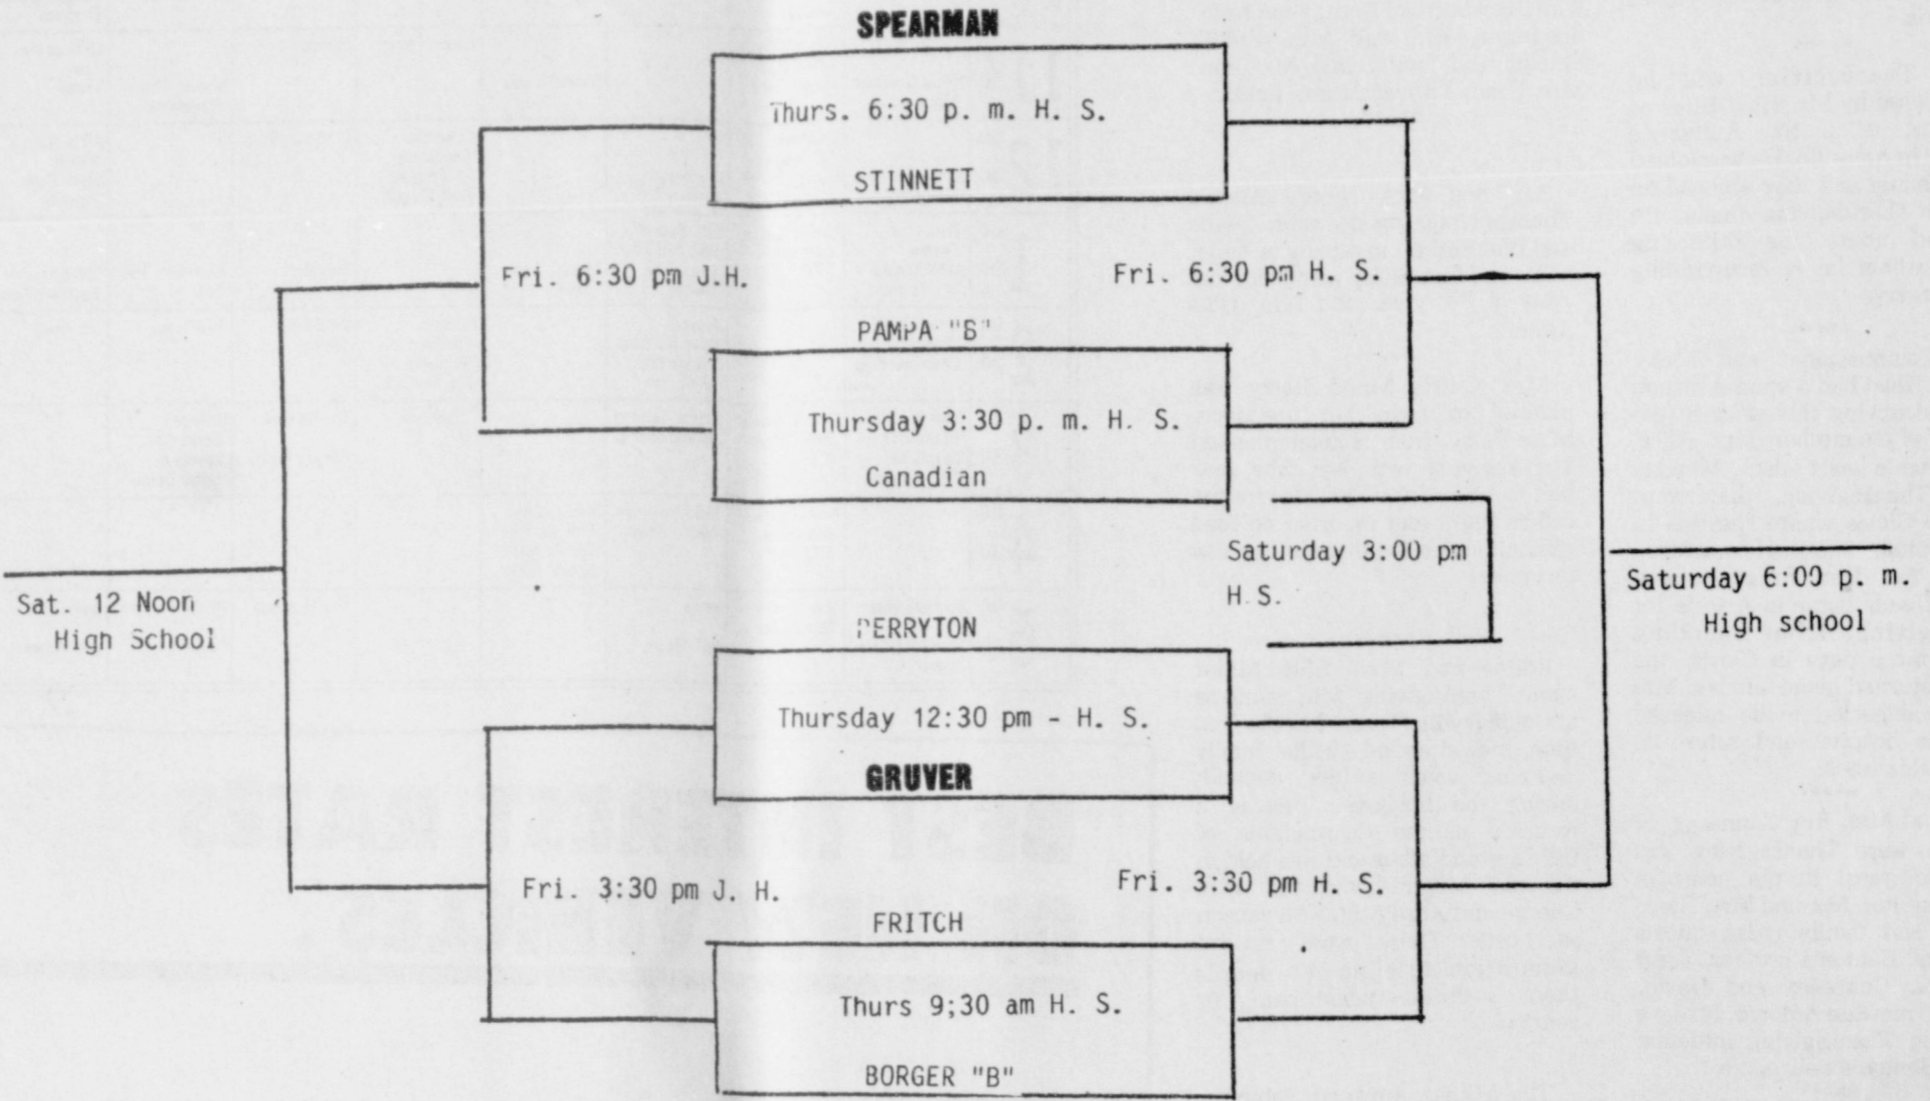 SPEARMAN
Thurs. 6:30 p. m. H. S.
STINNETT
Fri. 6:30 pm J.H.
Fri. 6:30 pm H. S.
PAMPA "B"
Thursday 3:30 p. m. H. S.
Canadian
Saturday 3:00 pm
H.S.
Sat. 12 Noon
High School
Saturday 6:00 p. m.
High school
PERRYTON
Thursday 12:30 pm - H. S.
GRUVER
Fri. 3:30 pm J. H.
Fri. 3:30 pm H. S.
FRITCH
Thurs 9;30 am H. S.
BORGER "B"